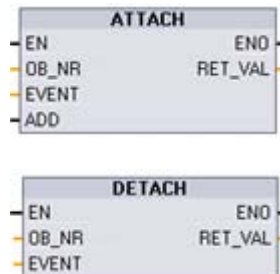 ATTACH
EN ENO
OB_NR RET_VAL
EVENT
ADD
DETACH
EN ENO
OB_NR RET_VAL
EVENT